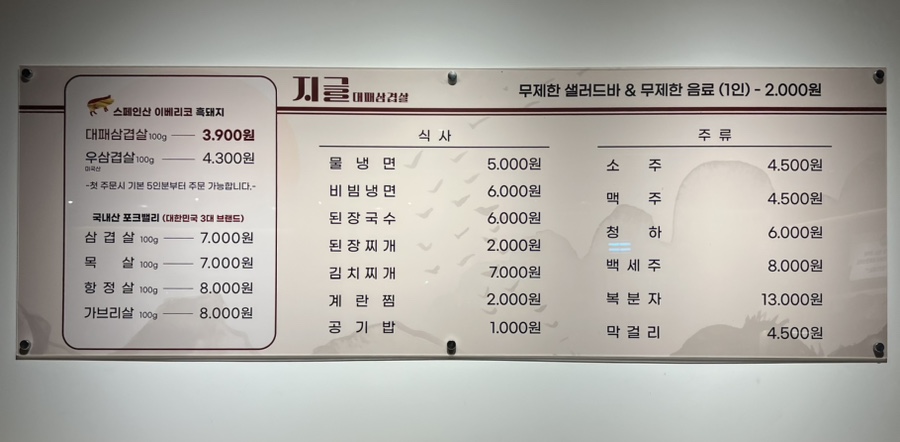 스페인산 이베리코 흑돼지
대패삼겹살 100g 3.900원
우삼겹살 100g 4.300원
미국산
-첫 주문시 기본 5인분부터 주문 가능합니다.-
국내산 포크밸리 (대한민국 3대 브랜드)
삼 겹 살 100g 7.000원
목 살 100g 7.000원
항 정 살 100g 8.000원
가브리살 100g 8.000원
지글 대패삼겹살
무제한 샐러드바 & 무제한 음료 (1인) - 2.000원
식 사
물 냉 면 5.000원
비 빔 냉 면 6.000원
된 장 국 수 6.000원
된 장 찌 개 2.000원
김 치 찌 개 7.000원
계 란 찜 2.000원
공 기 밥 1.000원
주 류
소 주 4.500원
맥 주 4.500원
청 하 6.000원
백 세 주 8.000원
복 분 자 13.000원
막 걸 리 4.500원